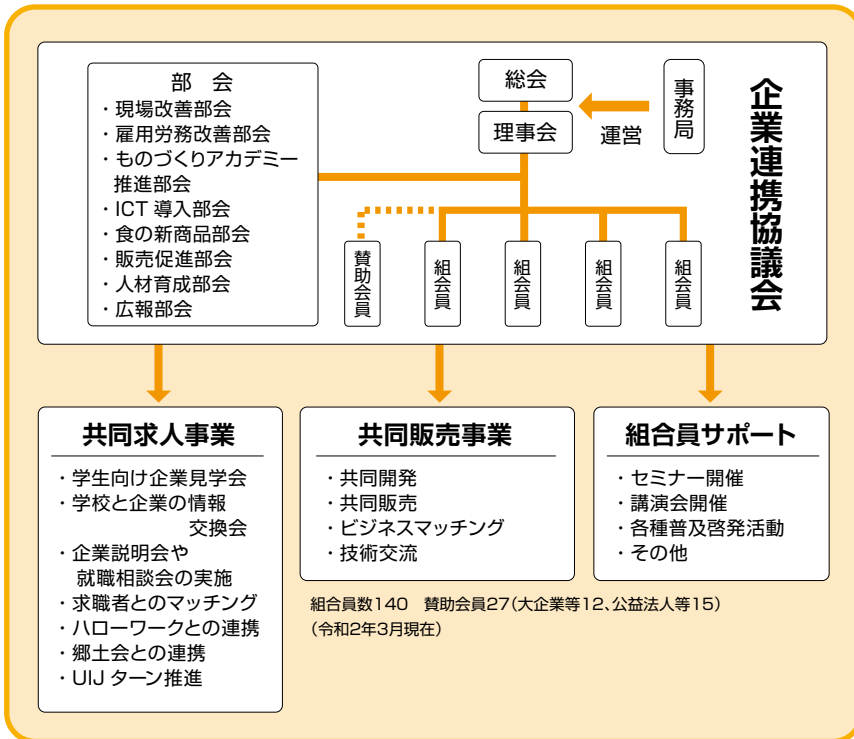 企業連携協議会
部　会
・現場改善部会
・雇用労務改善部会
・ものづくりアカデミー
推進部会
・ICT 導入部会
・食の新商品部会
・販売促進部会
・人材育成部会
・広報部会
総会
理事会
運営
事務局
賛助会員
組会員
組会員
組会員
組会員
共同求人事業
・学生向け企業見学会
・学校と企業の情報
交換会
・企業説明会や
就職相談会の実施
・求職者とのマッチング
・ハローワークとの連携
・郷土会との連携
・UIJ ターン推進
共同販売事業
・共同開発
・共同販売
・ビジネスマッチング
・技術交流
組合員サポート
・セミナー開催
・講演会開催
・各種普及啓発活動
・その他
組合員数140　賛助会員27(大企業等12、公益法人等15)
(令和2年3月現在)